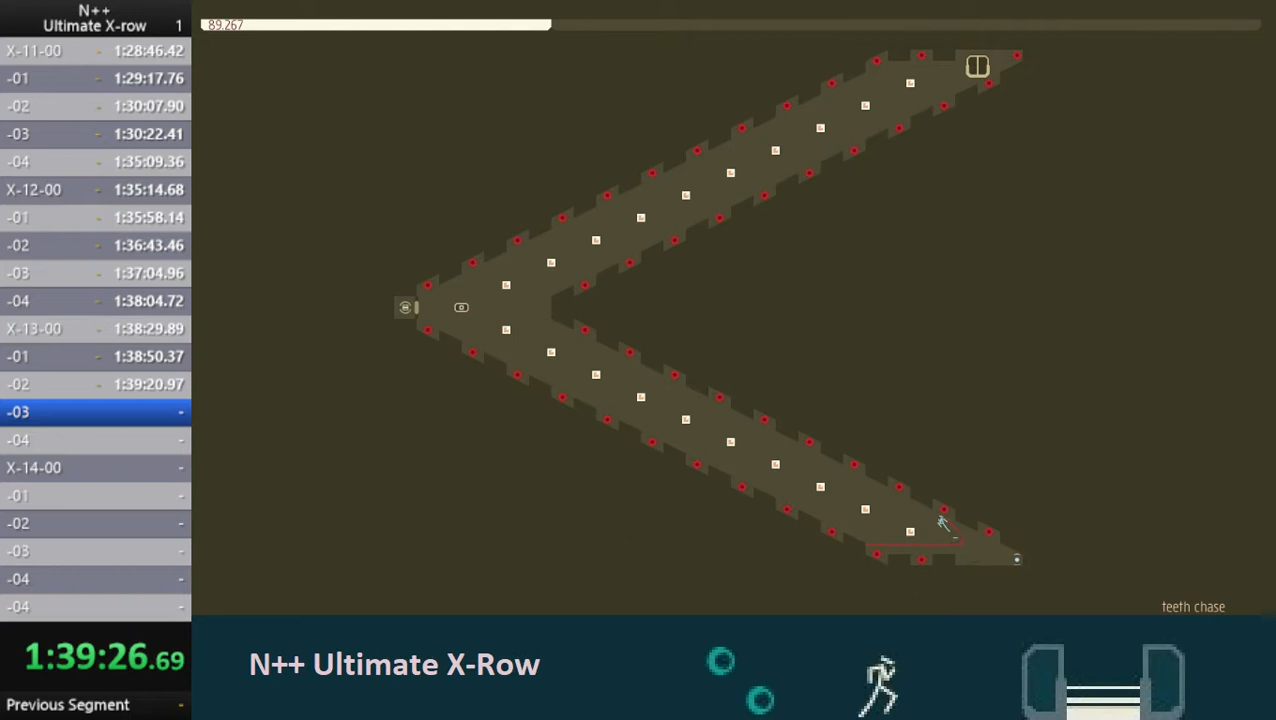 N++
Ultimate X-row 1
X-11-00 - 1:28:46.42
-01 - 1:29:17.76
-02 - 1:30:07.90
-03 - 1:30:22.41
-04 - 1:35:09.36
X-12-00 - 1:35:14.68
-01 - 1:35:58.14
-02 - 1:36:43.46
-03 - 1:37:04.96
-04 - 1:38:04.72
X-13-00 - 1:38:29.89
-01 - 1:38:50.37
-02 - 1:39:20.97
-03 -
-04 -
X-14-00 -
-01 -
-02 -
-03 -
-04 -
-04 -
1:39:26.69
Previous Segment -
89.267
teeth chase
N++ Ultimate X-Row